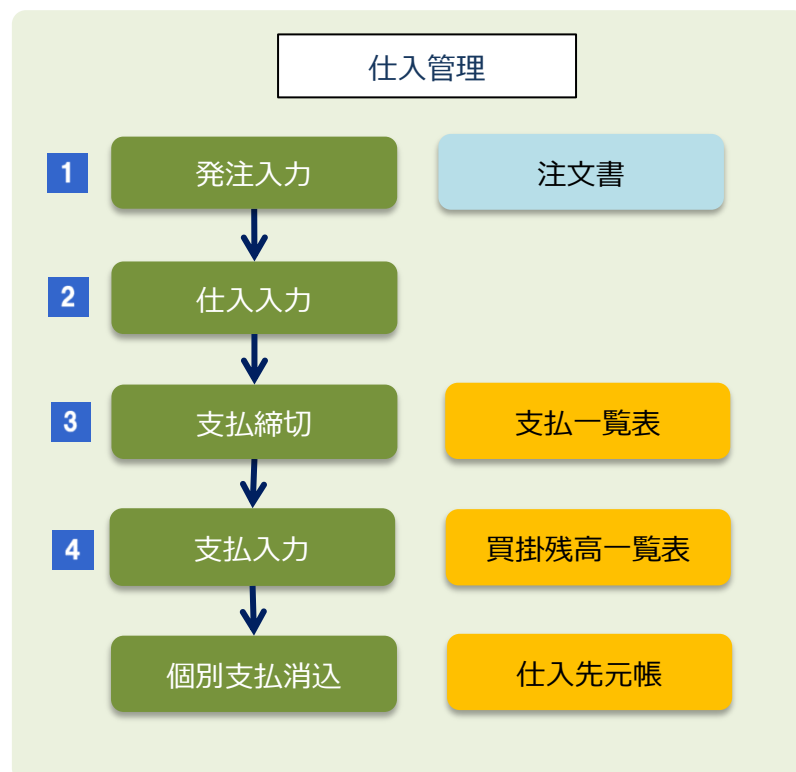 仕入管理
1 発注入力 注文書
2 仕入入力
3 支払締切 支払一覧表
4 支払入力 買掛残高一覧表
個別支払消込 仕入先元帳